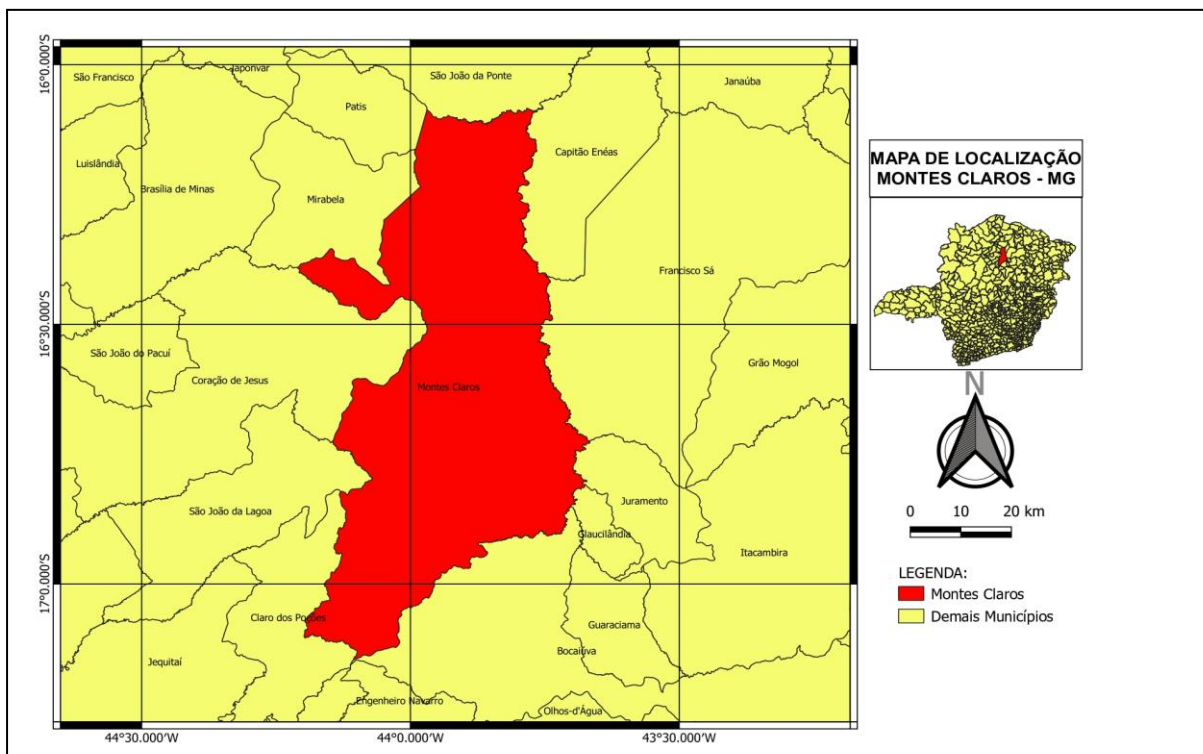 São Francisco
Japonvar
São João da Ponte
Janaúba
Patis
Luislândia
Capitão Enéas
Brasília de Minas
Mirabela
Francisco Sá
São João do Pacuí
Coração de Jesus
Montes Claros
Grão Mogol
Juramento
São João da Lagoa
Glaucilândia
Itacambira
Claro dos Poções
Guaraciama
Bocaiúva
Jequitaí
Engenheiro Navarro
Olhos-d'Água
16°0.000'S
16°30.000'S
17°0.000'S
44°30.000'W
44°0.000'W
43°30.000'W
MAPA DE LOCALIZAÇÃO
MONTES CLAROS - MG
N
0 10 20 km
LEGENDA:
Montes Claros
Demais Municípios